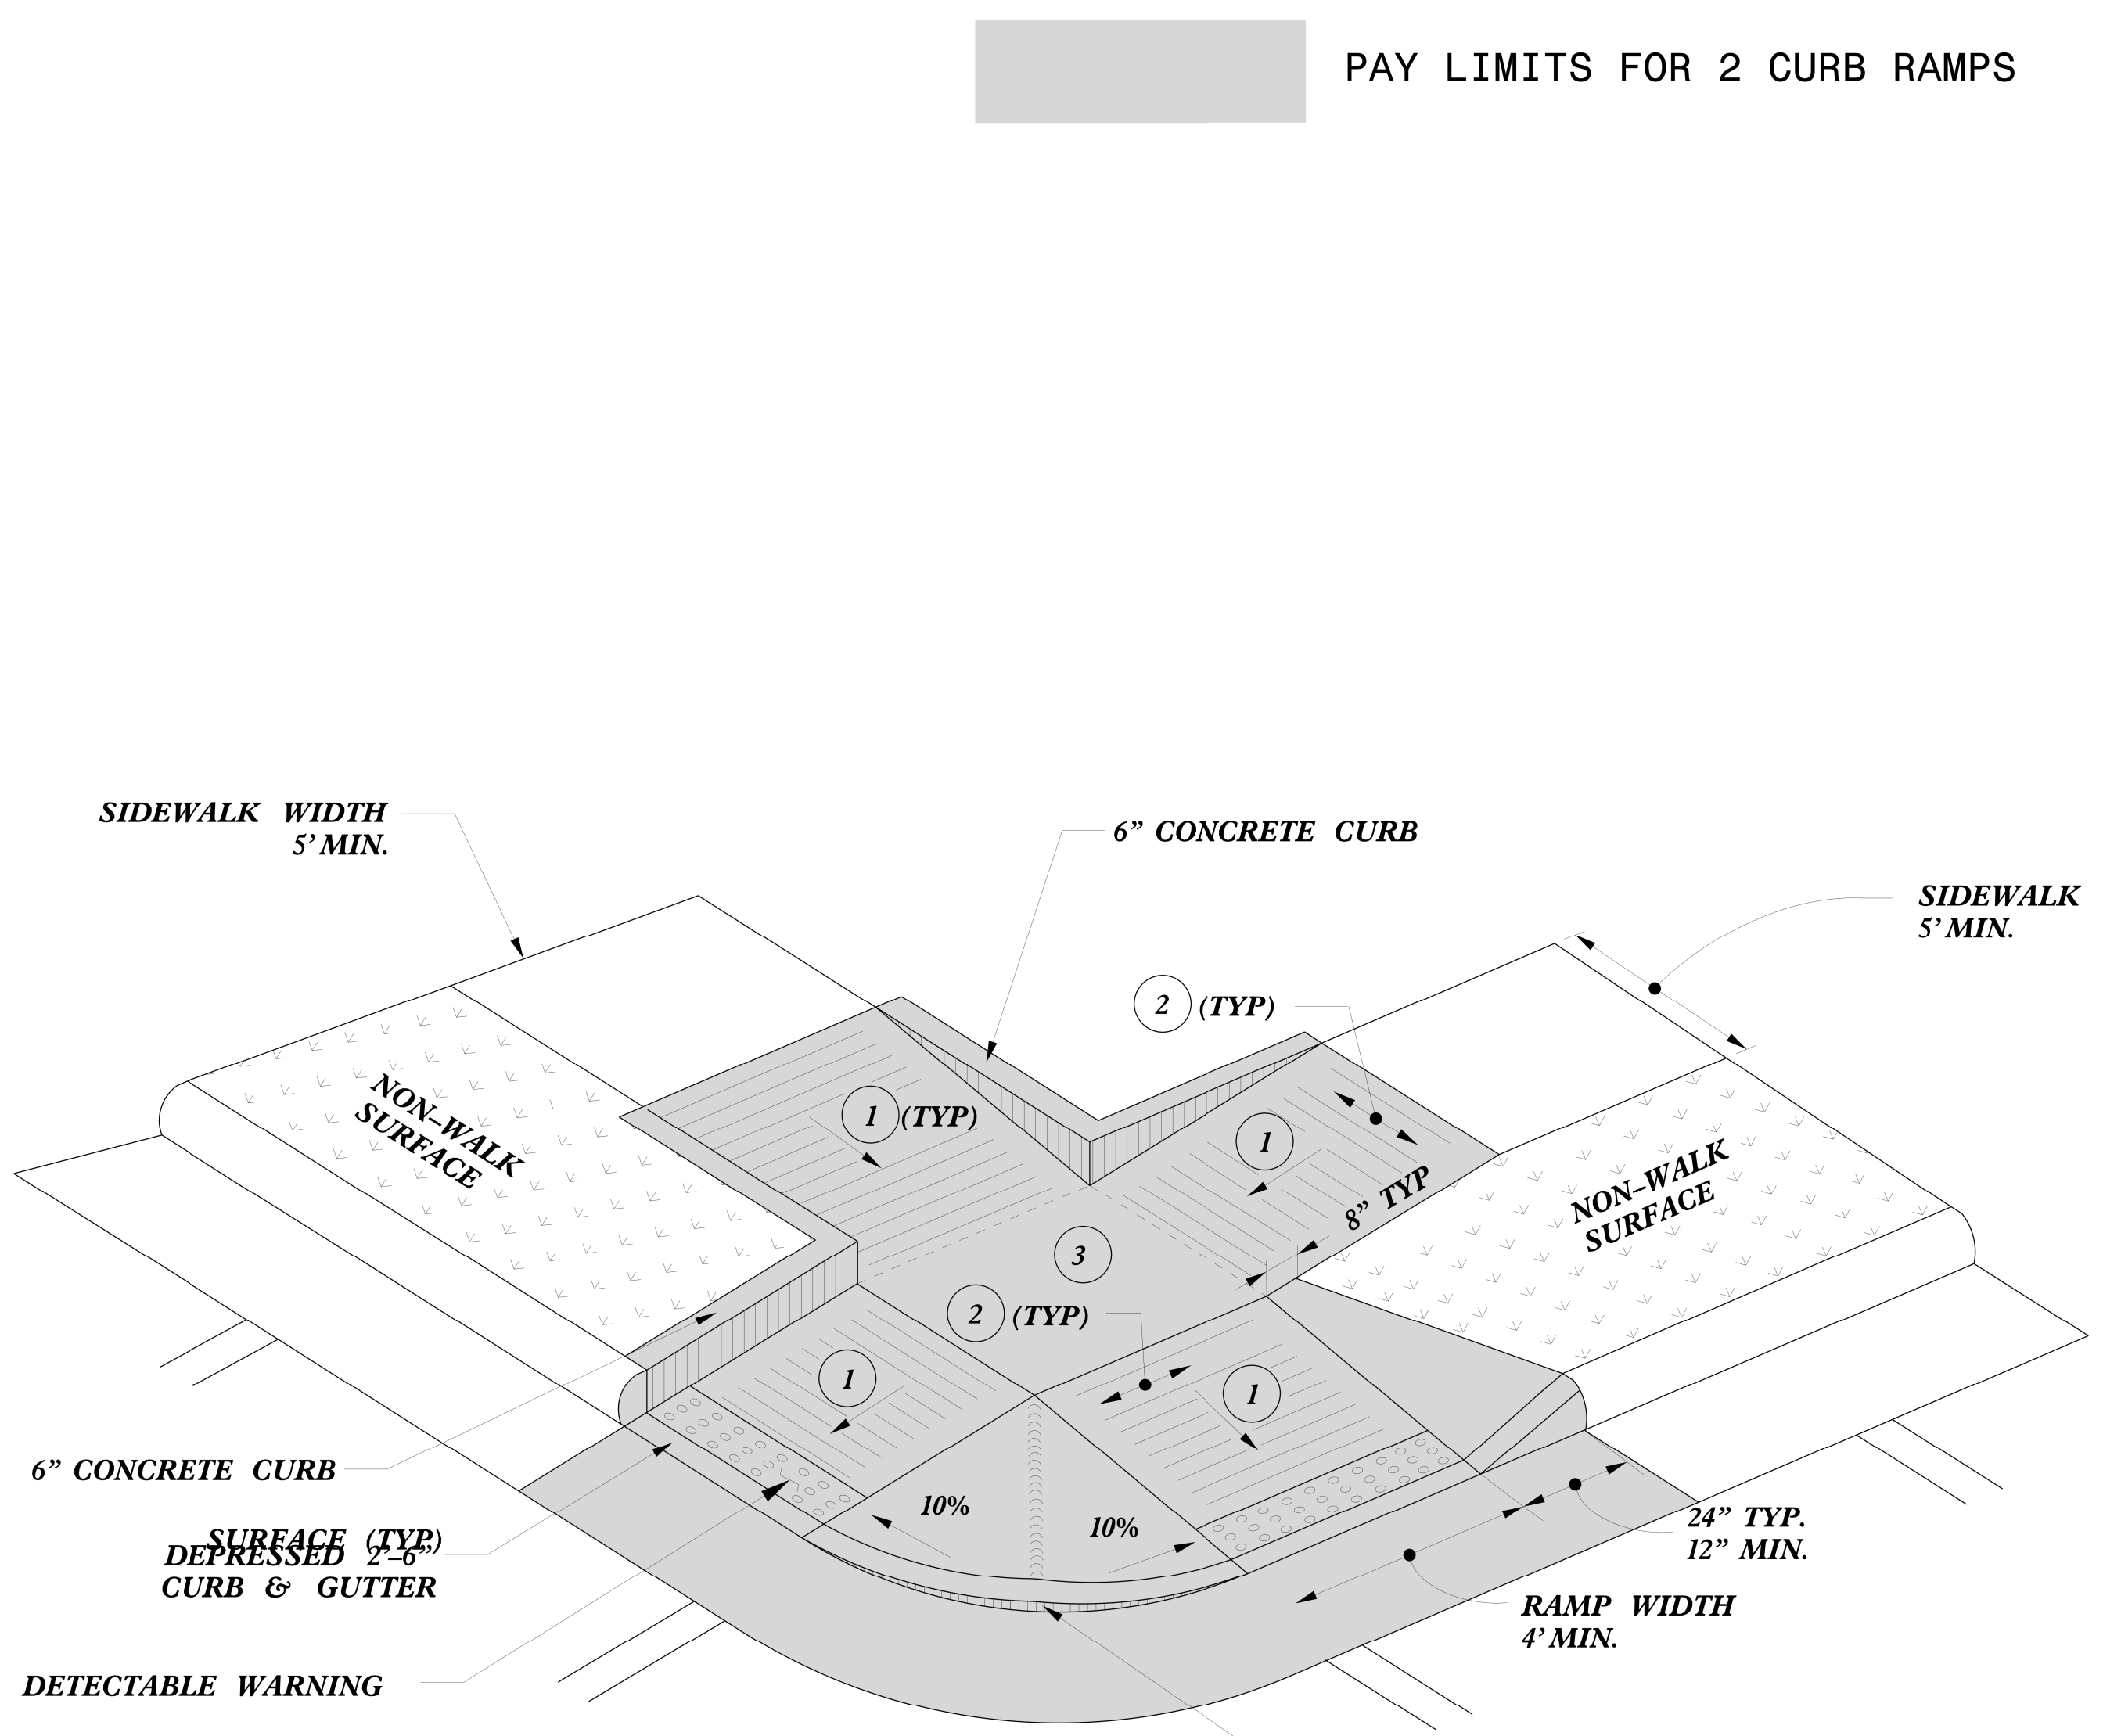 PAY LIMITS FOR 2 CURB RAMPS
SIDEWALK WIDTH
5' MIN.
6" CONCRETE CURB
SIDEWALK
5' MIN.
2 (TYP)
NON-WALK
SURFACE
1 (TYP)
1
8" TYP
NON-WALK
SURFACE
3
2 (TYP)
1
1
6" CONCRETE CURB
10%
10%
SURFACE (TYP)
DEPRESSED 2'-6"
CURB & GUTTER
24" TYP.
12" MIN.
RAMP WIDTH
4' MIN.
DETECTABLE WARNING